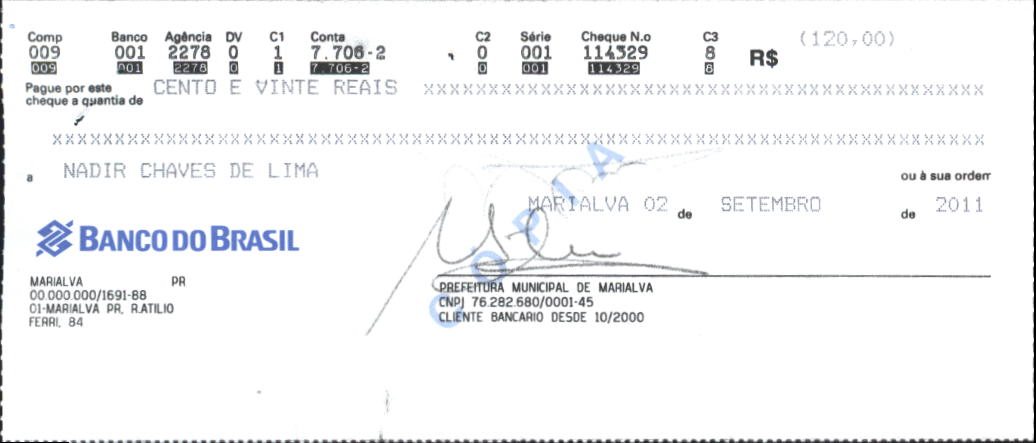 Comp Banco Agência DV C1 Conta C2 Série Cheque N.o C3
009 001 2278 0 1 7.706-2 0 001 114329 8 R$ (120,00)
009 001 2278 0 1 7.706-2 0 001 114329 8
Pague por este cheque a quantia de CENTO E VINTE REAIS XXXXXXXXXXXXXXXXXXXXXXXXXXXXXXXXXXXXXXXXXXXXXXXXX
XXXXXXXXXXXXXXXXXXXXXXXXXXXXXXXXXXXXXXXXXXXXXXXXXXXXXXXXXXXXXXXXXXXXXXXX
a NADIR CHAVES DE LIMA ou à sua ordem
MARIALVA 02 de SETEMBRO de 2011
CÓPIA
BANCO DO BRASIL
MARIALVA PR
00.000.000/1691-88
01-MARIALVA PR. R.ATILIO
FERRI, 84
PREFEITURA MUNICIPAL DE MARIALVA
CNPJ 76.282.680/0001-45
CLIENTE BANCARIO DESDE 10/2000